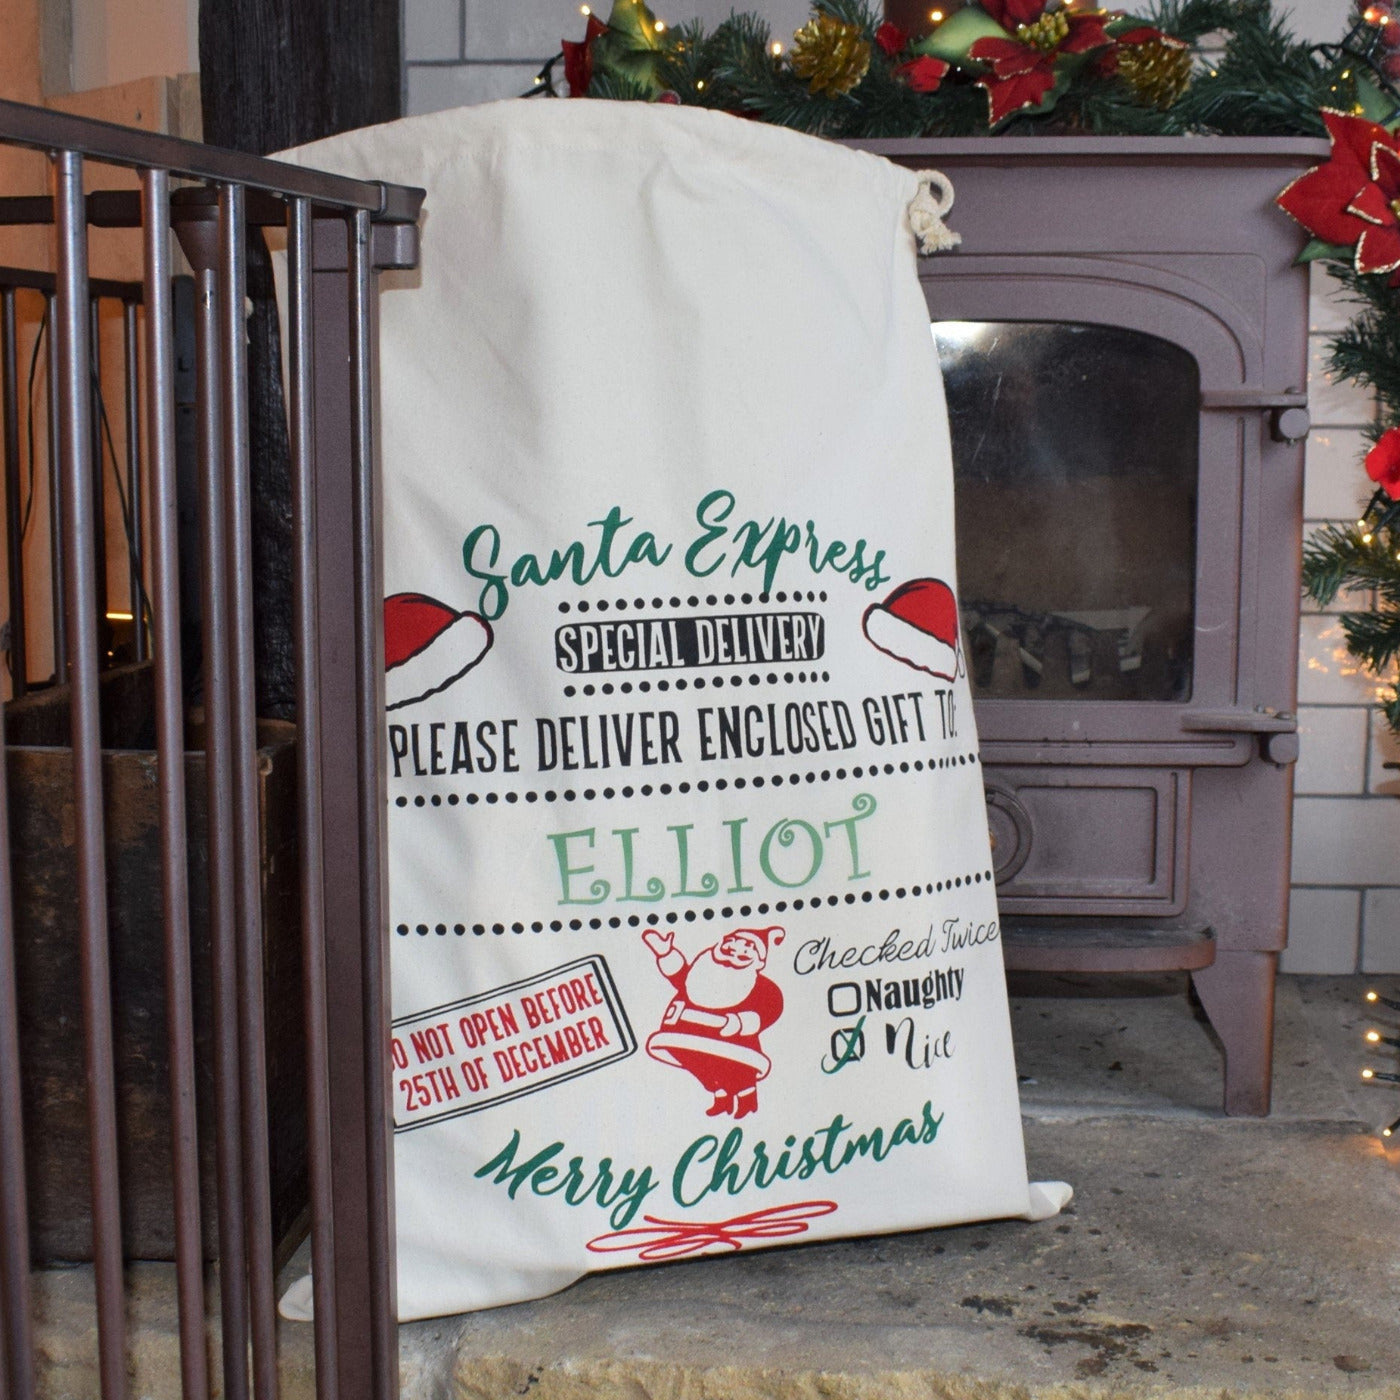 Santa Express
SPECIAL DELIVERY
PLEASE DELIVER ENCLOSED GIFT TO:
ELLIOT
Checked Twice
Naughty
Nice
DO NOT OPEN BEFORE
25TH OF DECEMBER
Merry Christmas